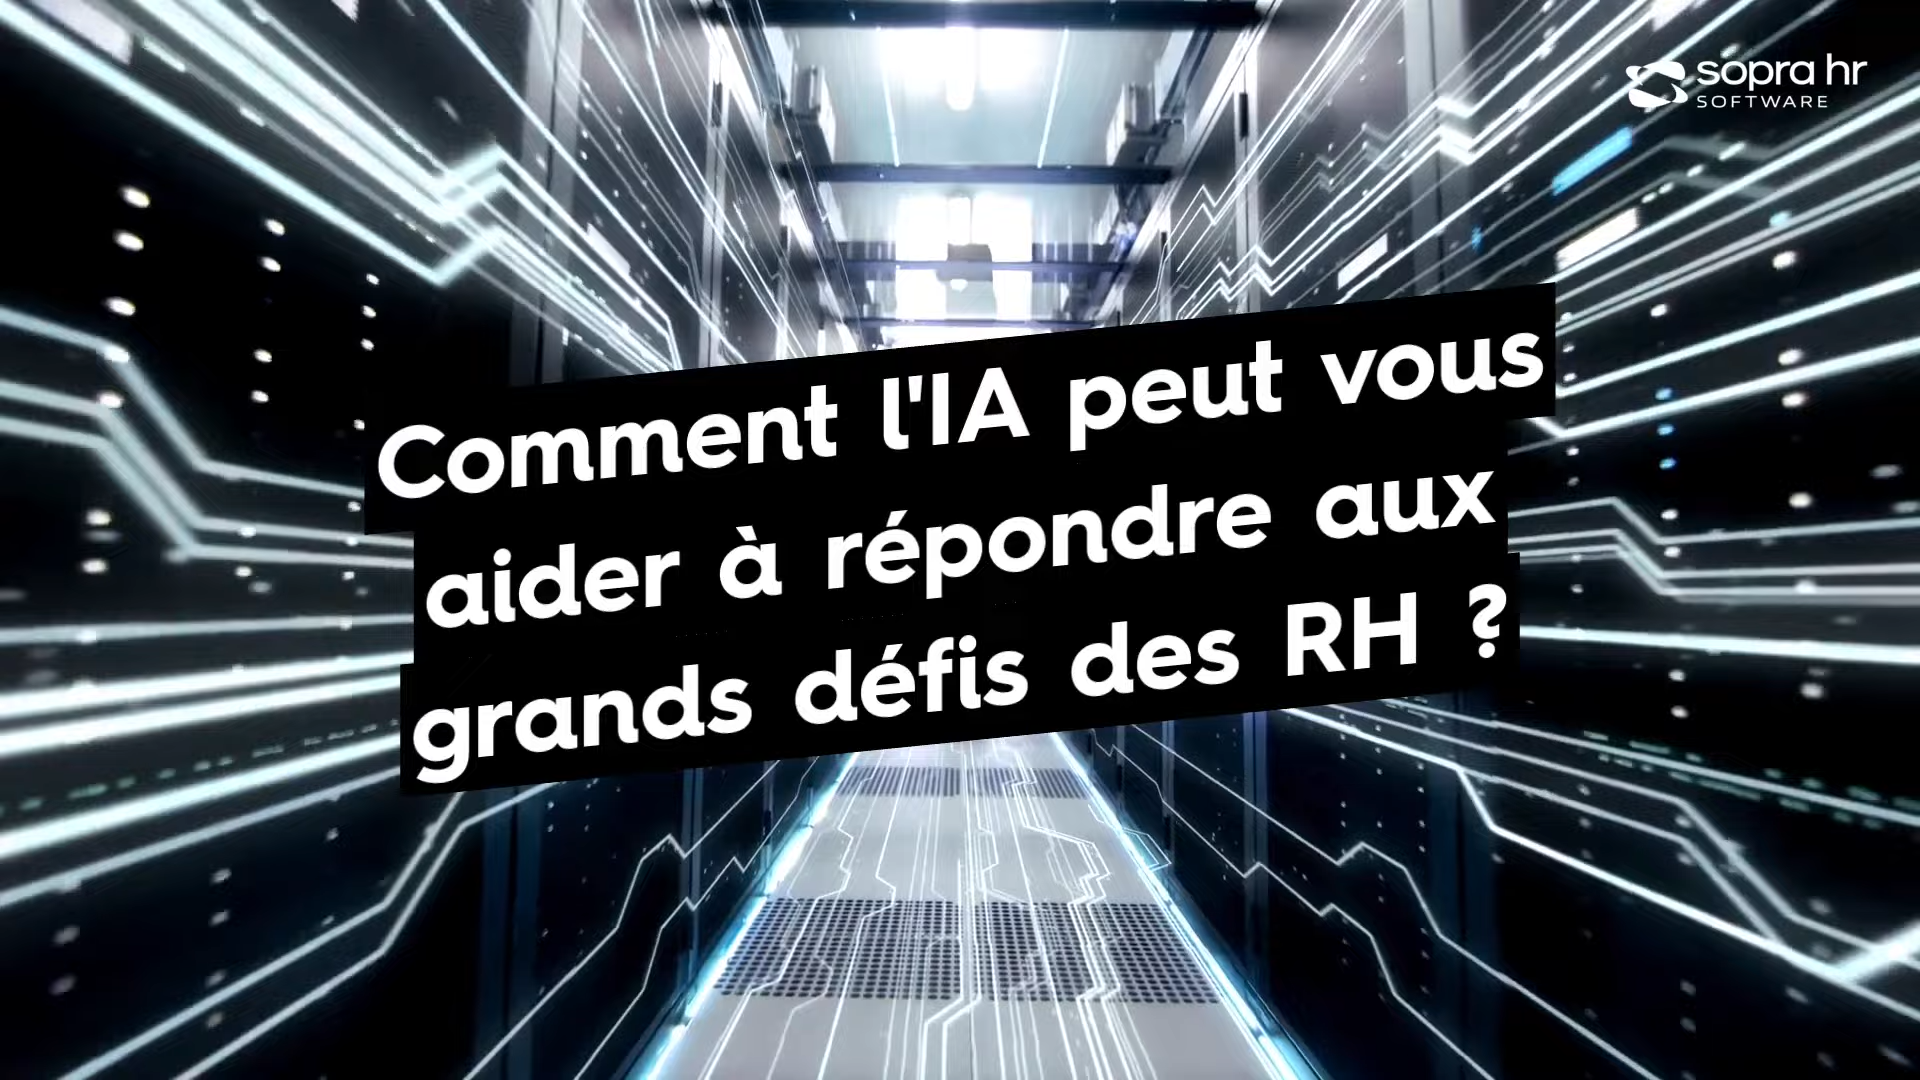 sopra hr
SOFTWARE
Comment l'IA peut vous
aider à répondre aux
grands défis des RH ?